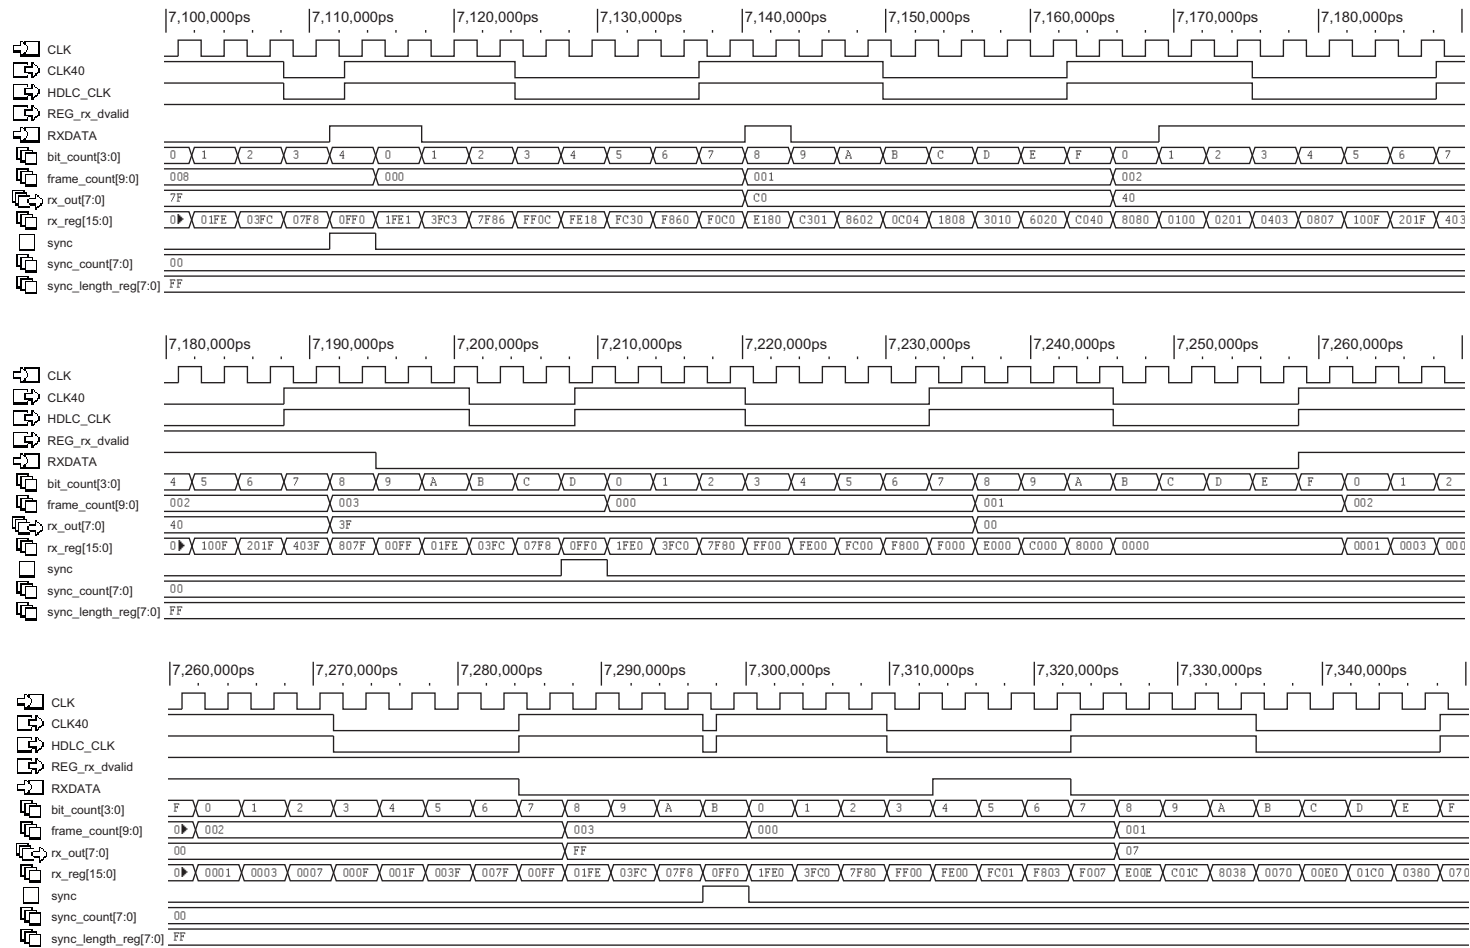 7,100,000ps 7,110,000ps 7,120,000ps 7,130,000ps 7,140,000ps 7,150,000ps 7,160,000ps 7,170,000ps 7,180,000ps
CLK
CLK40
HDLC_CLK
REG_rx_dvalid
RXDATA
bit_count[3:0] 0 1 2 3 4 0 1 2 3 4 5 6 7 8 9 A B C D E F 0 1 2 3 4 5 6 7
frame_count[9:0] 008 000 001 002
rx_out[7:0] 7F C0 40
rx_reg[15:0] 0 01FE 03FC 07F8 0FF0 1FE1 3FC3 7F86 FF0C FE18 FC30 F860 F0C0 E180 C301 8602 0C04 1808 3010 6020 C040 8080 0100 0201 0403 0807 100F 201F 403
sync
sync_count[7:0] 00
sync_length_reg[7:0] FF
7,180,000ps 7,190,000ps 7,200,000ps 7,210,000ps 7,220,000ps 7,230,000ps 7,240,000ps 7,250,000ps 7,260,000ps
CLK
CLK40
HDLC_CLK
REG_rx_dvalid
RXDATA
bit_count[3:0] 4 5 6 7 8 9 A B C D 0 1 2 3 4 5 6 7 8 9 A B C D E F 0 1 2
frame_count[9:0] 002 003 000 001 002
rx_out[7:0] 40 3F 00
rx_reg[15:0] 0 100F 201F 403F 807F 00FF 01FE 03FC 07F8 0FF0 1FE0 3FC0 7F80 FF00 FE00 FC00 F800 F000 E000 C000 8000 0000 0001 0003 000
sync
sync_count[7:0] 00
sync_length_reg[7:0] FF
7,260,000ps 7,270,000ps 7,280,000ps 7,290,000ps 7,300,000ps 7,310,000ps 7,320,000ps 7,330,000ps 7,340,000ps
CLK
CLK40
HDLC_CLK
REG_rx_dvalid
RXDATA
bit_count[3:0] F 0 1 2 3 4 5 6 7 8 9 A B 0 1 2 3 4 5 6 7 8 9 A B C D E F
frame_count[9:0] 0 002 003 000 001
rx_out[7:0] 00 FF 07
rx_reg[15:0] 0 0001 0003 0007 000F 001F 003F 007F 00FF 01FE 03FC 07F8 0FF0 1FE0 3FC0 7F80 FF00 FE00 FC01 F803 F007 E00E C01C 8038 0070 00E0 01C0 0380 070
sync
sync_count[7:0] 00
sync_length_reg[7:0] FF